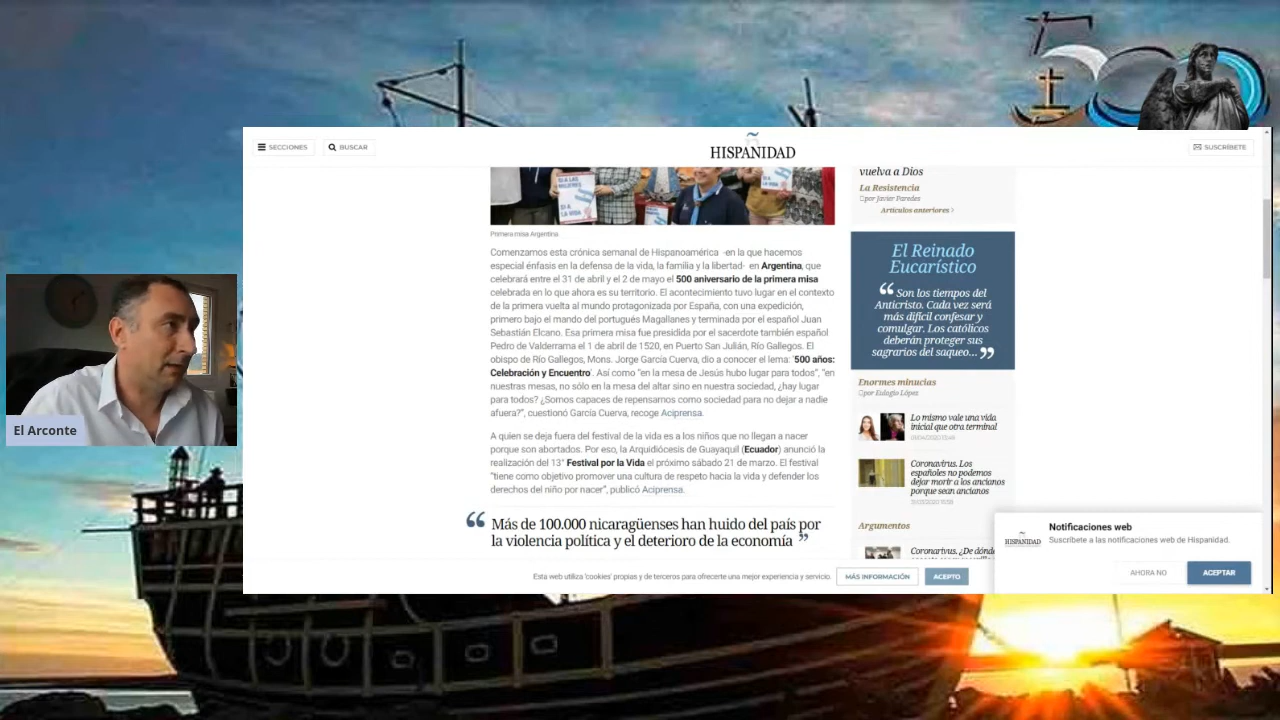 500
SECCIONES
BUSCAR
HISPANIDAD
SUSCRÍBETE
vuelva a Dios
La Resistencia
por Javier Paredes
Artículos anteriores
Primera misa Argentina
Comenzamos esta crónica semanal de Hispanoamérica -en la que hacemos
especial énfasis en la defensa de la vida, la familia y la libertad- en Argentina, que
celebrará entre el 31 de abril y el 2 de mayo el 500 aniversario de la primera misa
celebrada en lo que ahora es su territorio. El acontecimiento tuvo lugar en el contexto
de la primera vuelta al mundo protagonizada por España, con una expedición,
primero bajo el mando del portugués Magallanes y terminada por el español Juan
Sebastián Elcano. Esa primera misa fue presidida por el sacerdote también español
Pedro de Valderrama el 1 de abril de 1520, en Puerto San Julián, Río Gallegos. El
obispo de Río Gallegos, Mons. Jorge García Cuerva, dio a conocer el lema: '500 años:
Celebración y Encuentro'. Así como "en la mesa de Jesús hubo lugar para todos", "en
nuestras mesas, no sólo en la mesa del altar sino en nuestra sociedad, ¿hay lugar
para todos? ¿Somos capaces de repensarnos como sociedad para no dejar a nadie
afuera?", cuestionó García Cuerva, recoge Aciprensa.
A quien se deja fuera del festival de la vida es a los niños que no llegan a nacer
porque son abortados. Por eso, la Arquidiócesis de Guayaquil (Ecuador) anunció la
realización del 13° Festival por la Vida el próximo sábado 21 de marzo. El festival
"tiene como objetivo promover una cultura de respeto hacia la vida y defender los
derechos del niño por nacer", publicó Aciprensa.
“ Más de 100.000 nicaragüenses han huido del país por
la violencia política y el deterioro de la economía ”
El Reinado
Eucarístico
“ Son los tiempos del
Anticristo. Cada vez será
más difícil confesar y
comulgar. Los católicos
deberán proteger sus
sagrarios del saqueo... ”
Enormes minucias
por Eulogio López
Lo mismo vale una vida
inicial que otra terminal
Coronavirus. Los
españoles no podemos
dejar morir a los ancianos
porque sean ancianos
Argumentos
Coronavirus. ¿De dónde
El Arconte
Notificaciones web
HISPANIDAD
Suscríbete a las notificaciones web de Hispanidad.
AHORA NO
ACEPTAR
Esta web utiliza 'cookies' propias y de terceros para ofrecerte una mejor experiencia y servicio.
MÁS INFORMACIÓN
ACEPTO